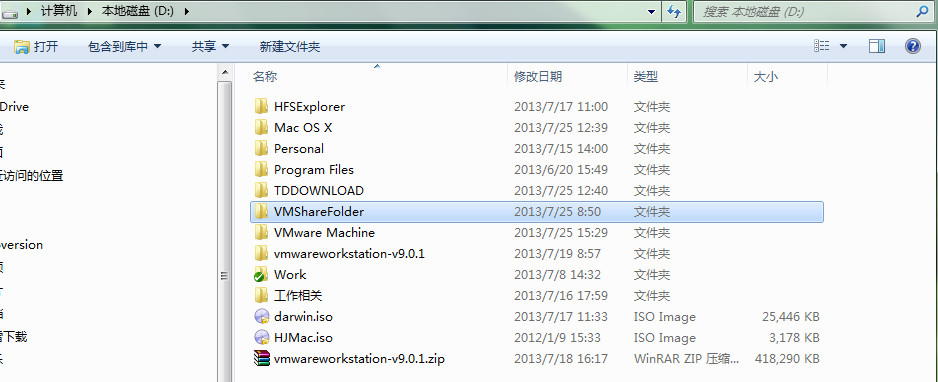 计算机 ▸ 本地磁盘 (D:) ▸ 搜索 本地磁盘 (D:)
打开 包含到库中 共享 新建文件夹
名称 修改日期 类型 大小
Drive
访问的位置
version
下载
HFSExplorer 2013/7/17 11:00 文件夹
Mac OS X 2013/7/25 12:39 文件夹
Personal 2013/7/15 14:00 文件夹
Program Files 2013/6/20 15:49 文件夹
TDDOWNLOAD 2013/7/25 12:40 文件夹
VMShareFolder 2013/7/25 8:50 文件夹
VMware Machine 2013/7/25 15:29 文件夹
vmwareworkstation-v9.0.1 2013/7/19 8:57 文件夹
Work 2013/7/8 14:32 文件夹
工作相关 2013/7/16 17:59 文件夹
darwin.iso 2013/7/17 11:33 ISO Image 25,446 KB
HJMac.iso 2012/1/9 15:33 ISO Image 3,178 KB
vmwareworkstation-v9.0.1.zip 2013/7/18 16:17 WinRAR ZIP 压缩... 418,290 KB